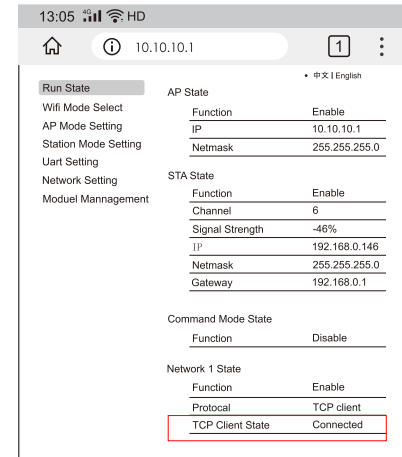 13:05 4G HD
10.10.10.1 1
• 中文 | English
Run State
Wifi Mode Select
AP Mode Setting
Station Mode Setting
Uart Setting
Network Setting
Moduel Mannagement
AP State
Function Enable
IP 10.10.10.1
Netmask 255.255.255.0
STA State
Function Enable
Channel 6
Signal Strength -46%
IP 192.168.0.146
Netmask 255.255.255.0
Gateway 192.168.0.1
Command Mode State
Function Disable
Network 1 State
Function Enable
Protocal TCP client
TCP Client State Connected